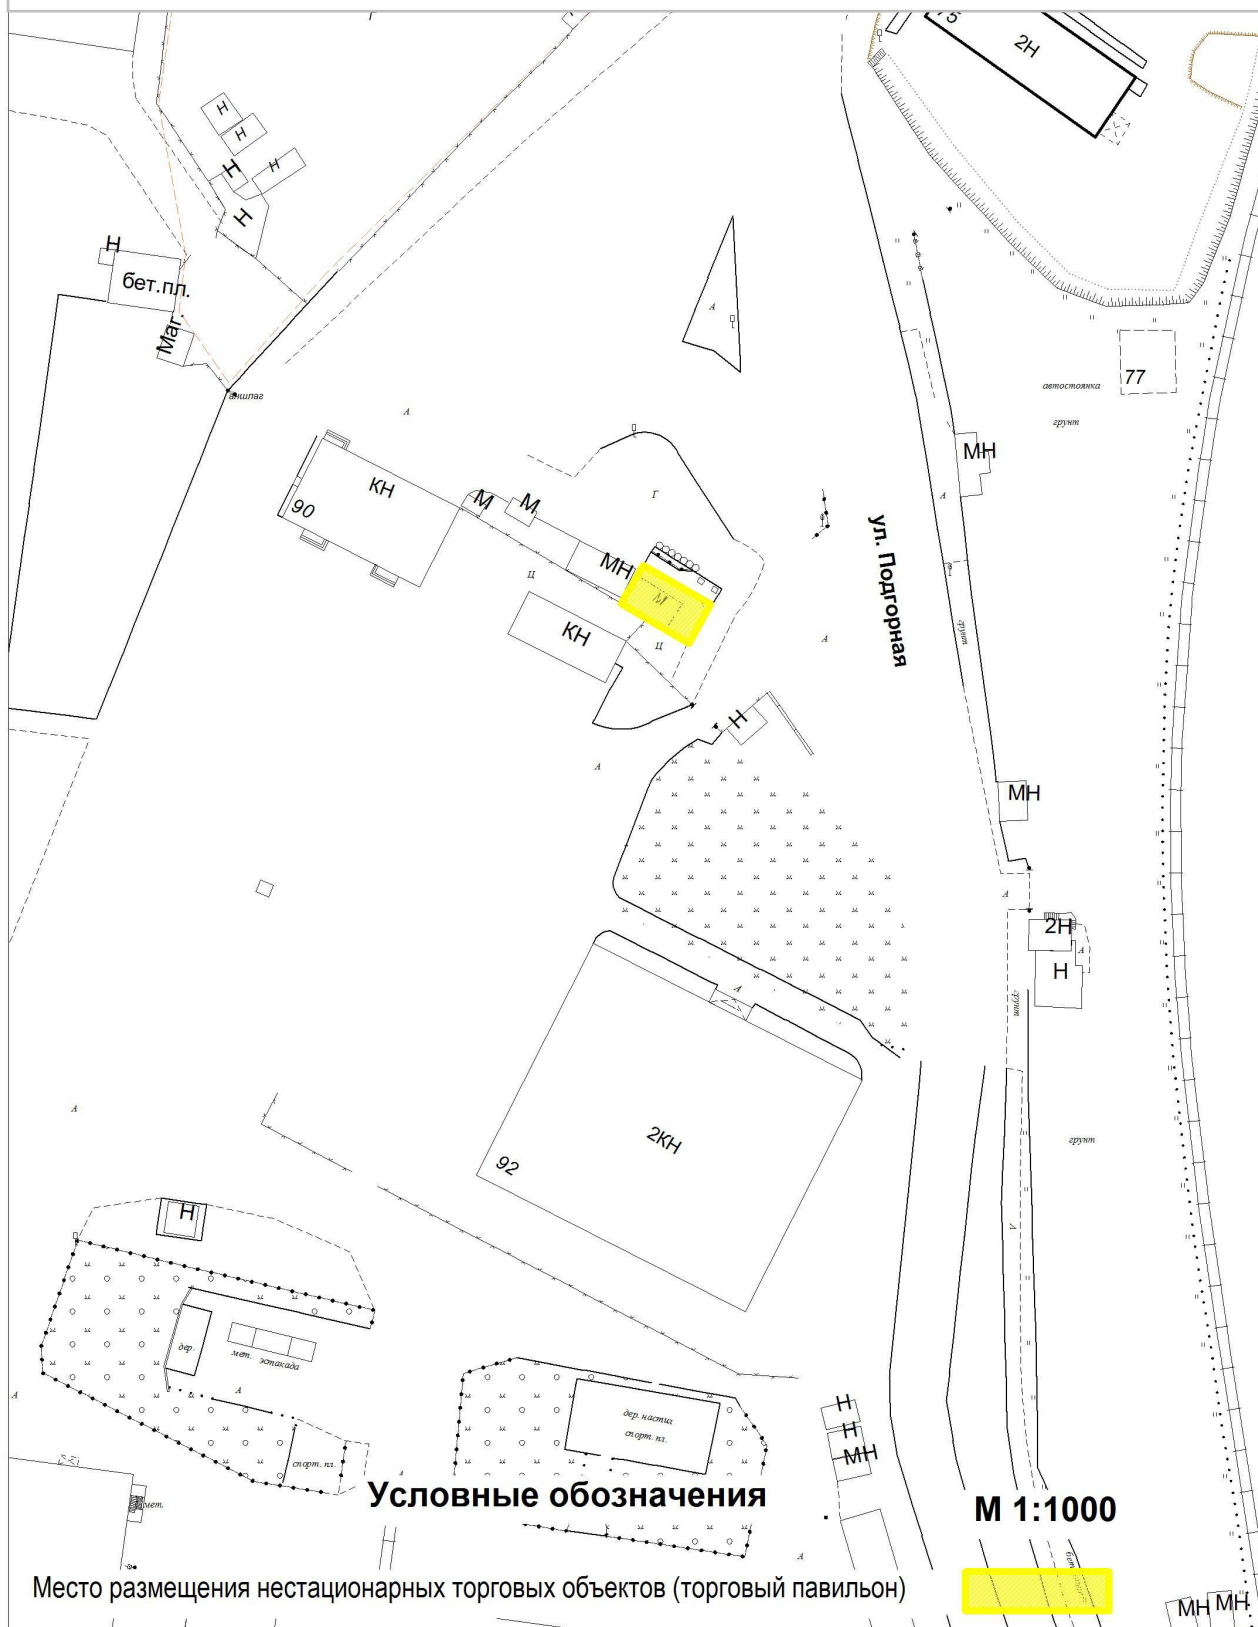 Г
75
2Н
Н
Н
Н
Н
Н
Н
бет.пл.
Маг
аншлаг
А
А
автостоянка
77
грунт
МН
КН
90
М
М
Г
А
МН
М
Ц
КН
Ц
А
ул. Подгорная
грунт
Н
А
МН
А
2Н
А
Н
А
грунт
А
2КН
92
грунт
Н
А
дер.
мет. эстакада
А
А
дер. настил
спорт. пл.
Н
Н
МН
спорт. пл.
А
мет.
Условные обозначения
М 1:1000
А
Место размещения нестационарных торговых объектов (торговый павильон)
МН МН